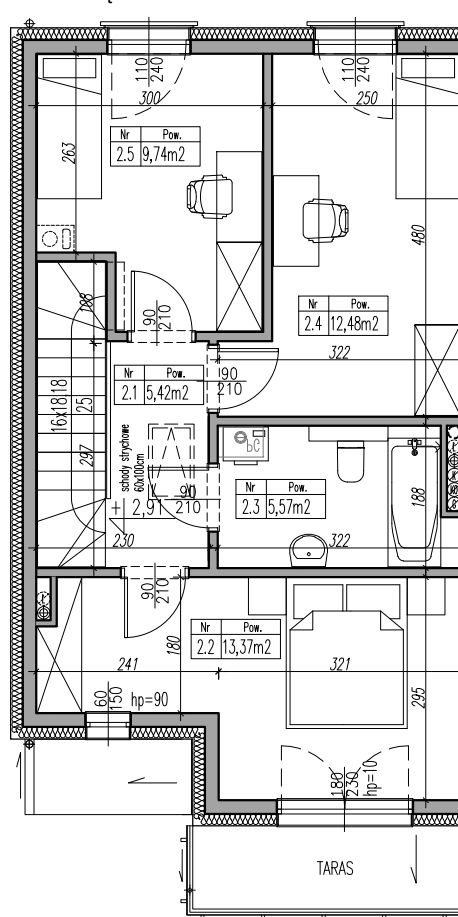 110
240
110
240
300
250
Nr Pow.
2.5 9,74m2
263
480
Nr Pow.
2.4 12,48m2
188
90
210
322
Nr Pow.
2.1 5,42m2
90
210
16x18,18
25
297
schody strychowe
60x100cm
bC
188
Nr Pow.
2.3 5,57m2
90
210
+ 2,91
230
322
90
210
Nr Pow.
2.2 13,37m2
180
241
321
295
60
150
hp=90
180
230
hp=10
TARAS